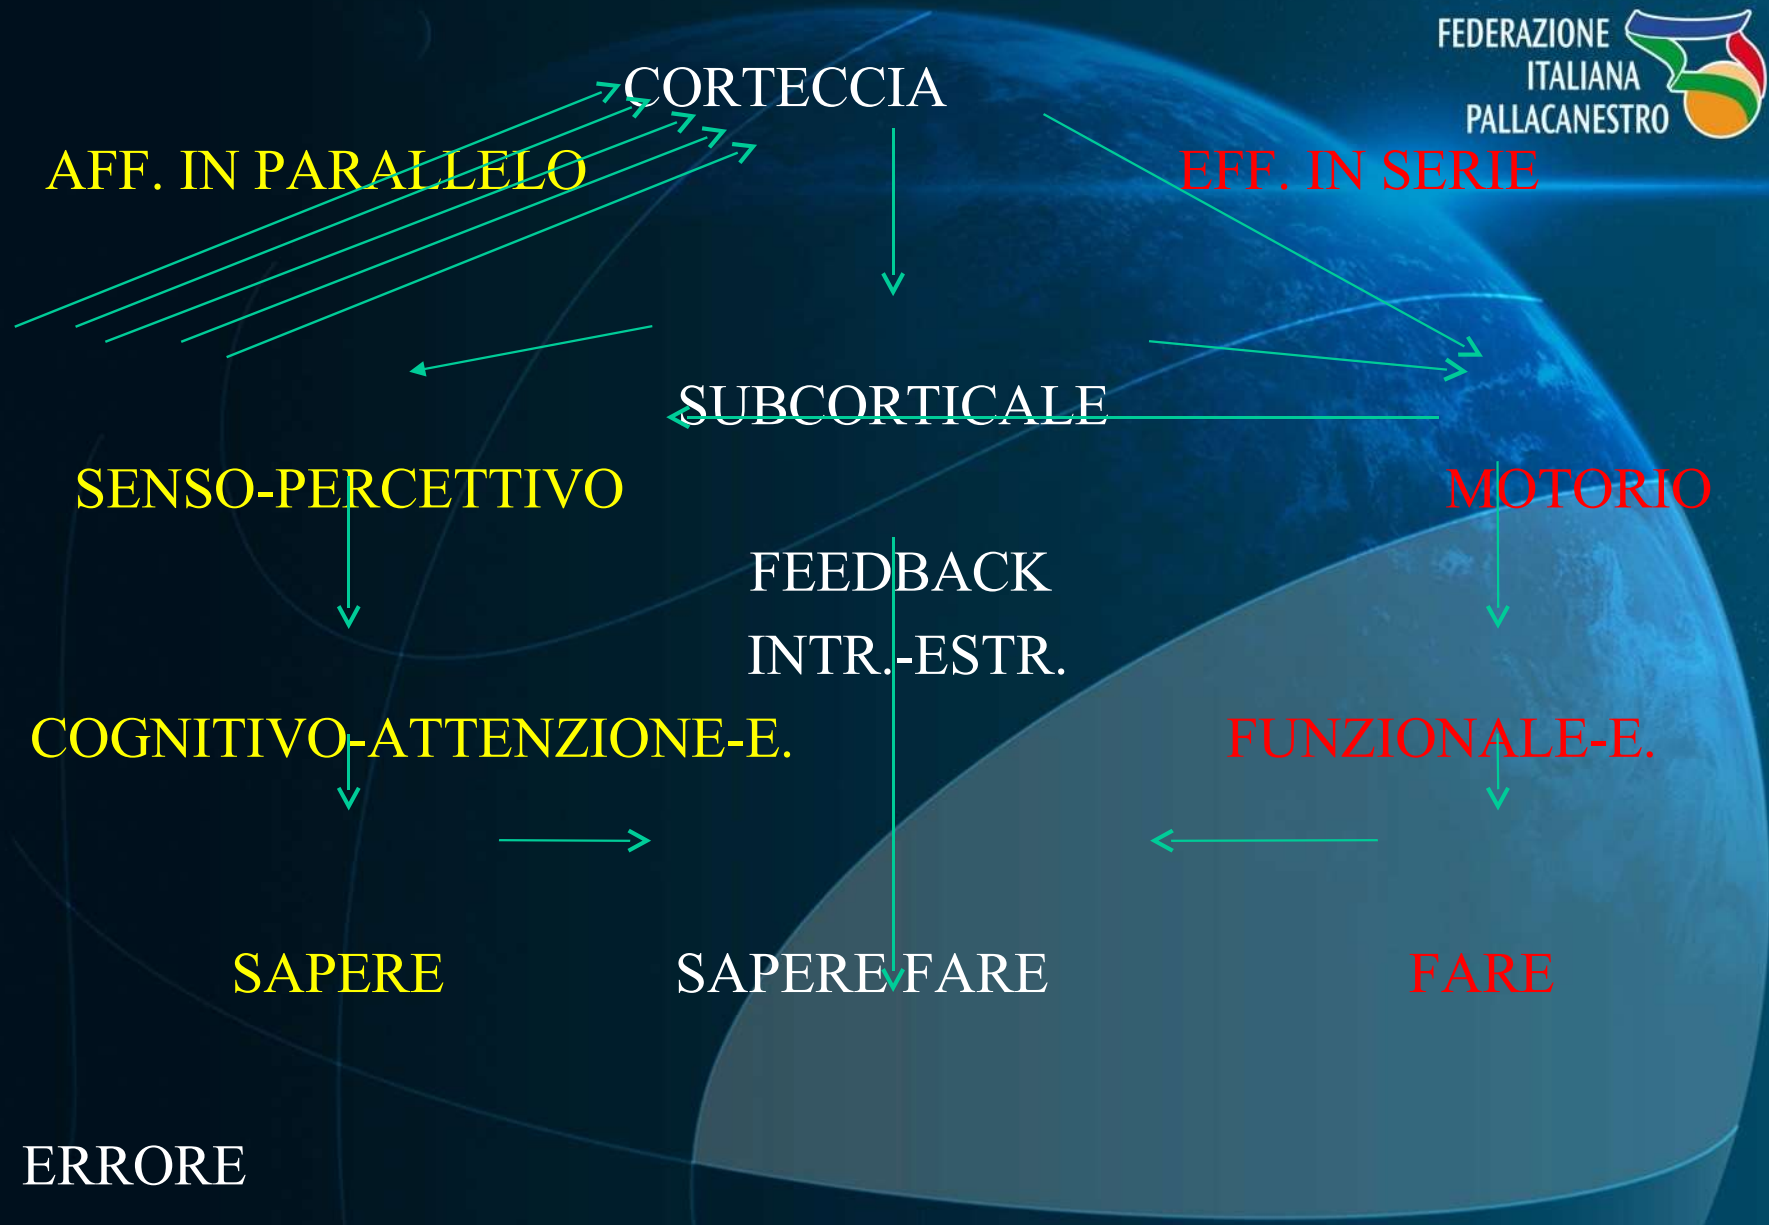 FEDERAZIONE
ITALIANA
PALLACANESTRO
CORTECCIA
AFF. IN PARALLELO EFF. IN SERIE
SUBCORTICALE
SENSO-PERCETTIVO MOTORIO
FEEDBACK
INTR.-ESTR.
COGNITIVO-ATTENZIONE-E. FUNZIONALE-E.
SAPERE SAPERE FARE FARE
ERRORE